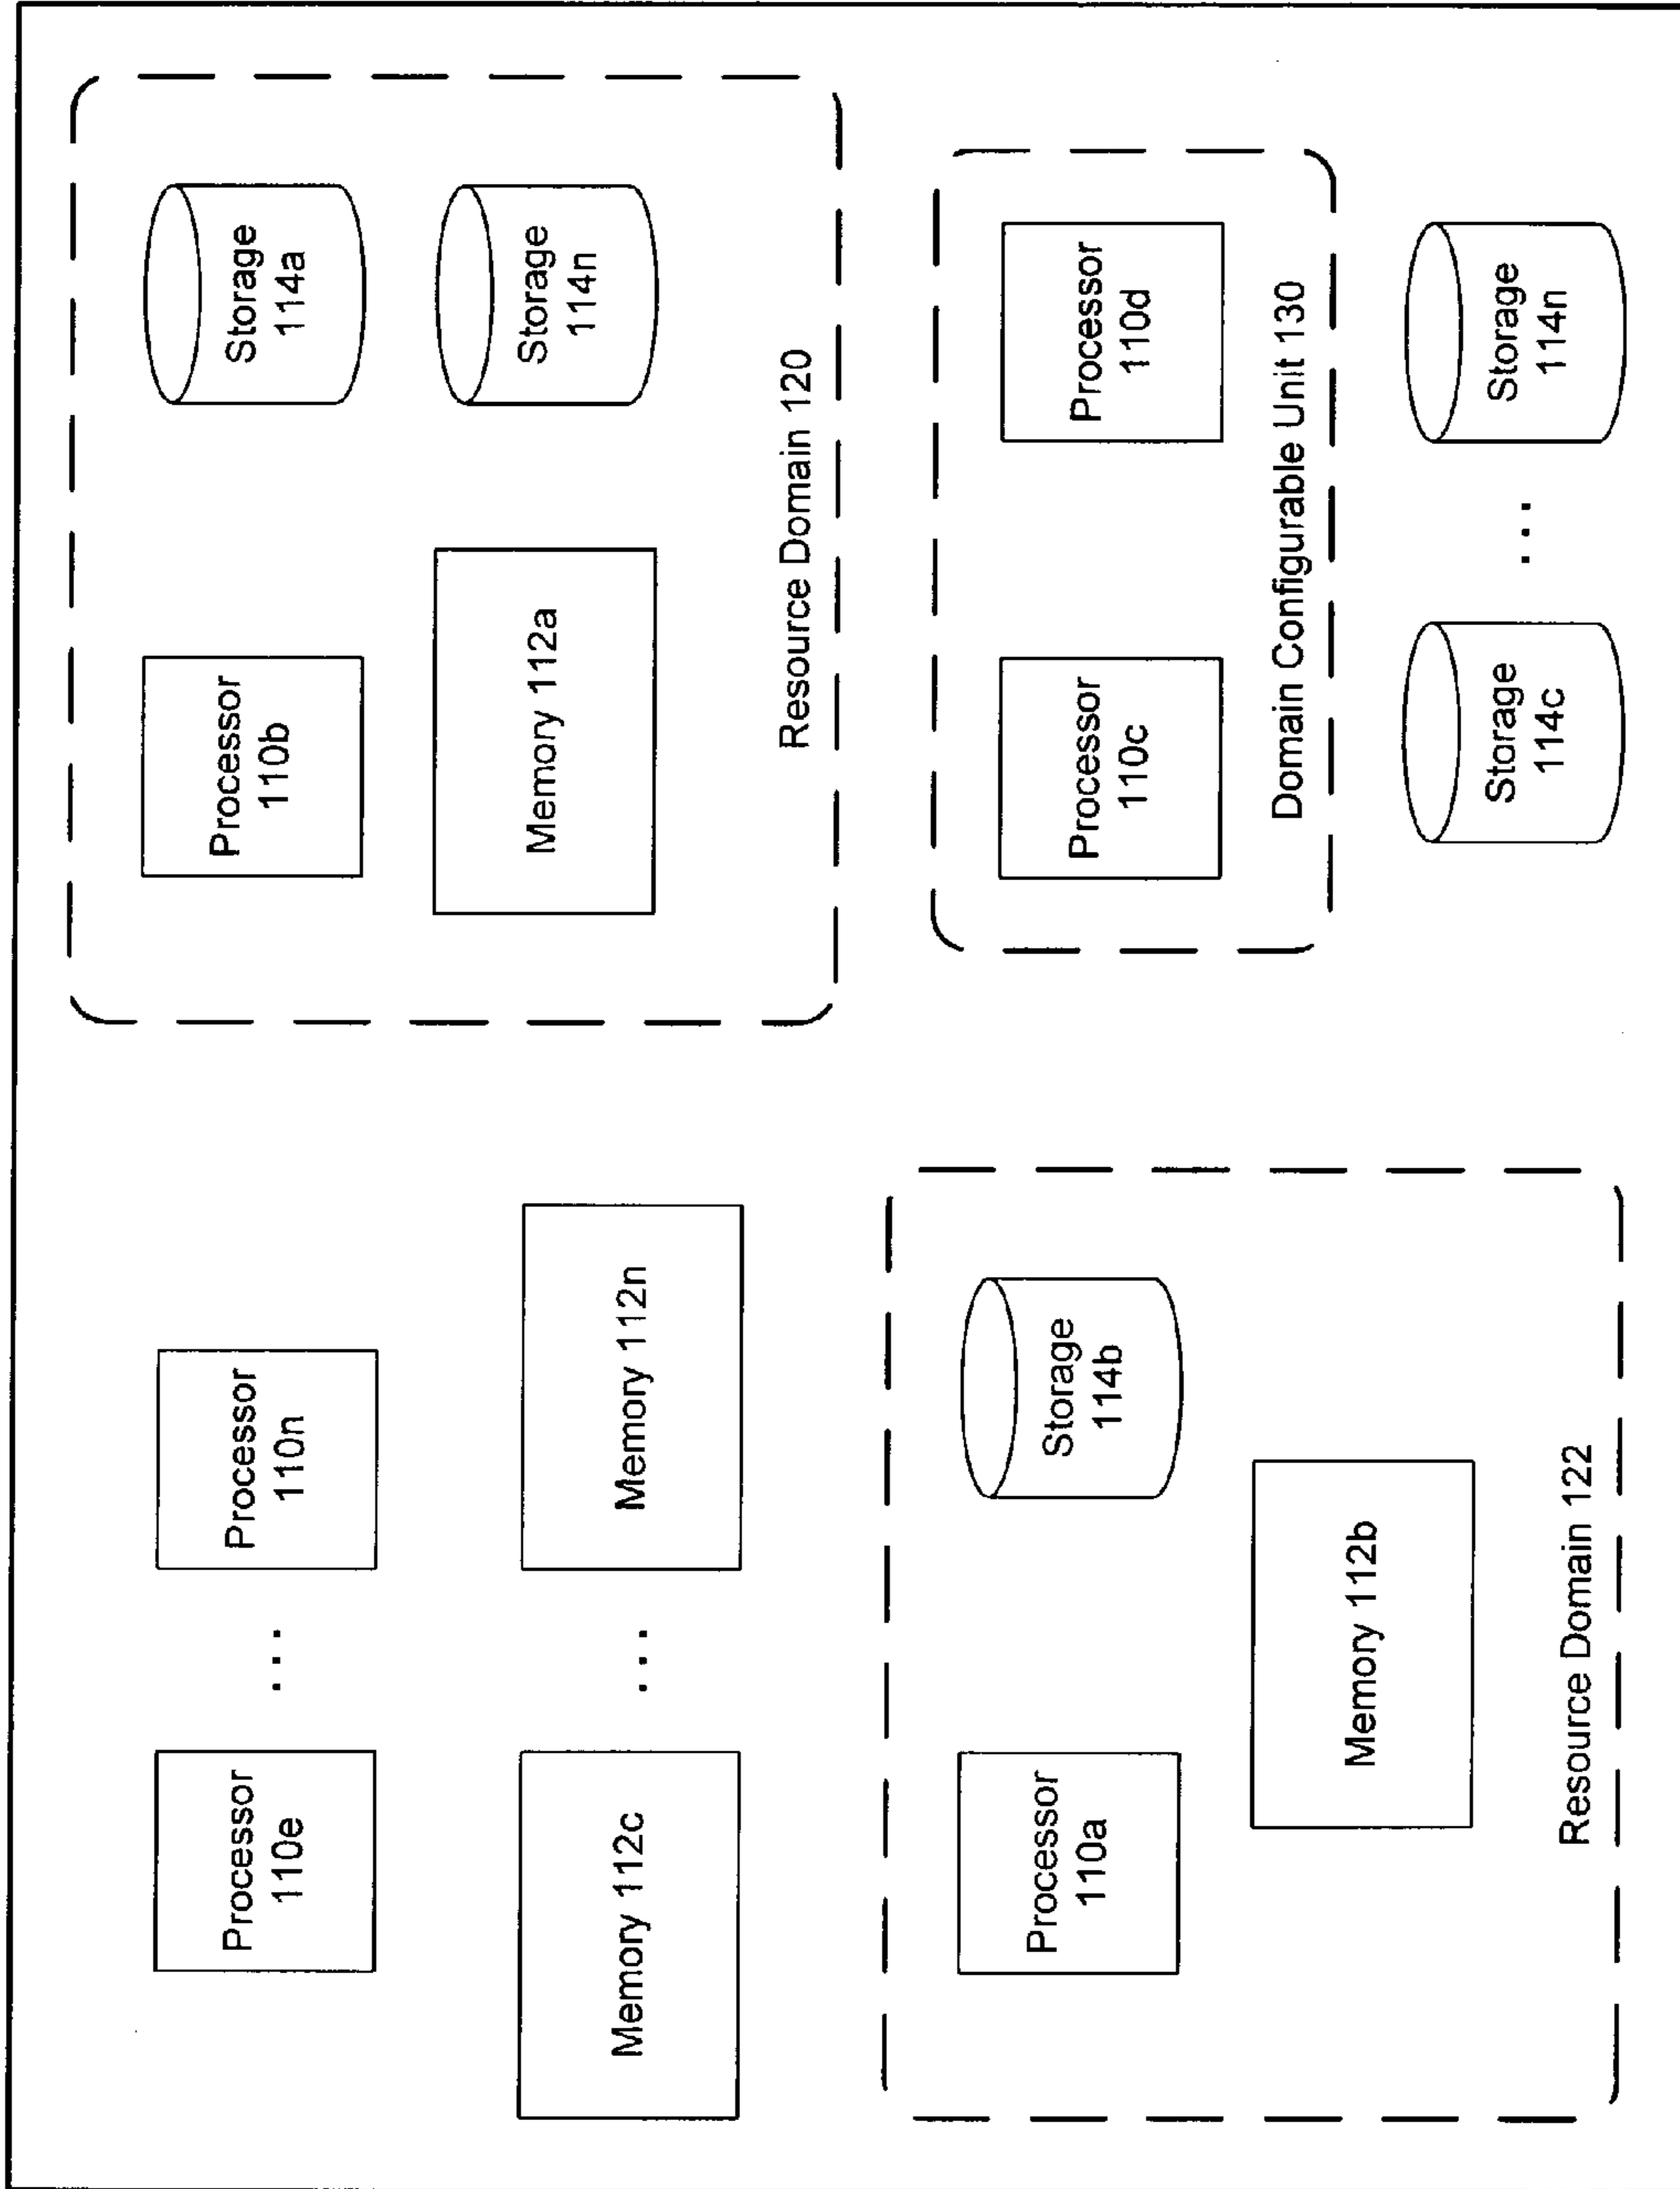 Processor
110e
...
Processor
110n
Memory 112c
...
Memory 112n
Processor
110b
Storage
114a
Memory 112a
Storage
114n
Resource Domain 120
Processor
110a
Storage
114b
Memory 112b
Resource Domain 122
Processor
110c
Processor
110d
Domain Configurable Unit 130
Storage
114c
...
Storage
114n